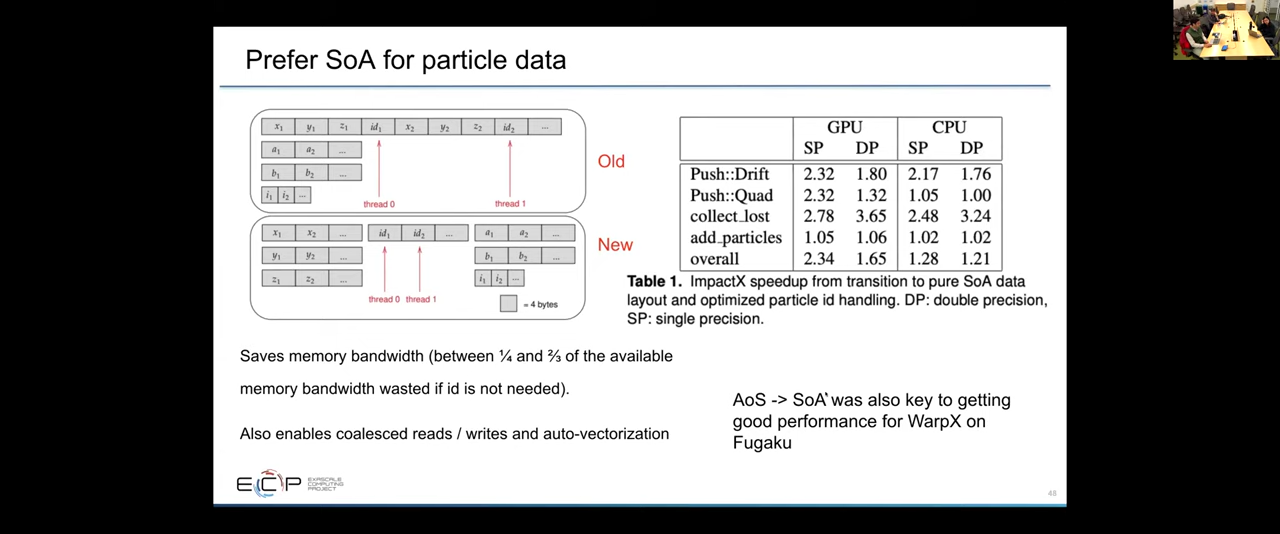 Prefer SoA for particle data
x1 y1 z1 id1 x2 y2 z2 id2 ...
a1 a2 ...
b1 b2 ...
i1 i2 ...
thread 0 thread 1
Old
x1 x2 ... id1 id2 ... a1 a2 ...
y1 y2 ... b1 b2 ...
z1 z2 ... i1 i2 ...
thread 0 thread 1
= 4 bytes
New
GPU CPU
SP DP SP DP
Push::Drift 2.32 1.80 2.17 1.76
Push::Quad 2.32 1.32 1.05 1.00
collect_lost 2.78 3.65 2.48 3.24
add_particles 1.05 1.06 1.02 1.02
overall 2.34 1.65 1.28 1.21
Table 1. ImpactX speedup from transition to pure SoA data
layout and optimized particle id handling. DP: double precision,
SP: single precision.
Saves memory bandwidth (between ¼ and ⅔ of the available
memory bandwidth wasted if id is not needed).
Also enables coalesced reads / writes and auto-vectorization
AoS -> SoA was also key to getting
good performance for WarpX on
Fugaku
ECP
EXASCALE
COMPUTING
PROJECT
48